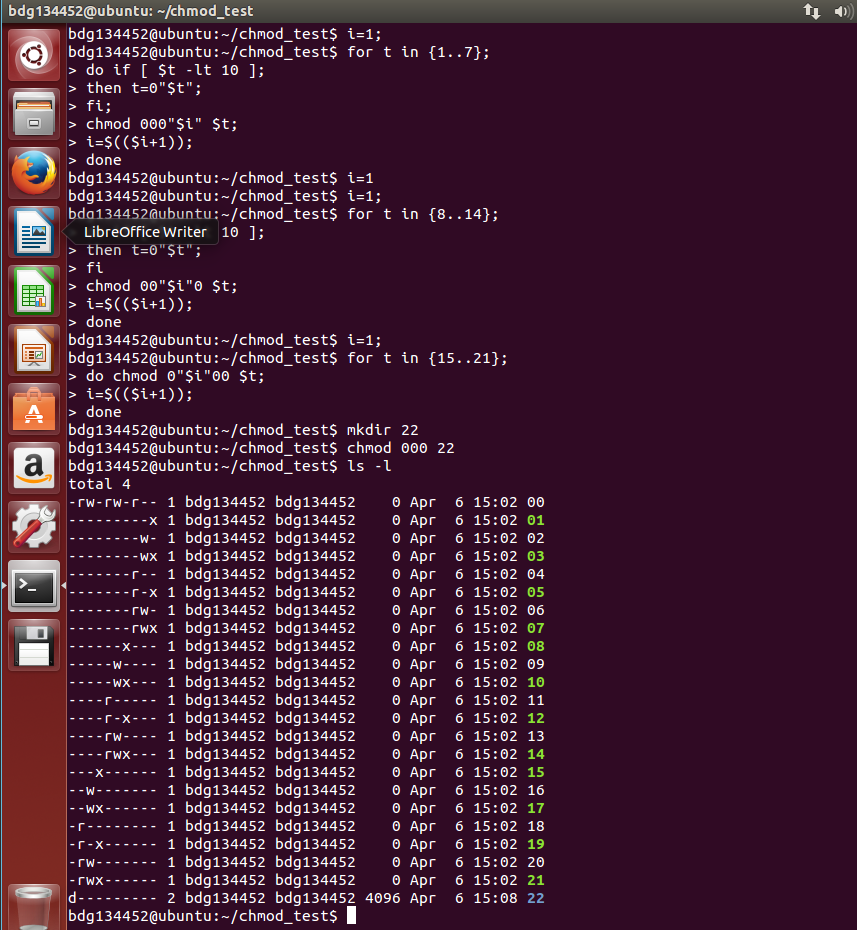 bdg134452@ubuntu: ~/chmod_test
bdg134452@ubuntu:~/chmod_test$ i=1;
bdg134452@ubuntu:~/chmod_test$ for t in {1..7};
> do if [ $t -lt 10 ];
> then t=0"$t";
> fi;
> chmod 000"$i" $t;
> i=$(($i+1));
> done
bdg134452@ubuntu:~/chmod_test$ i=1
bdg134452@ubuntu:~/chmod_test$ i=1;
bdg134452@ubuntu:~/chmod_test$ for t in {8..14};
LibreOffice Writer 10 ];
> then t=0"$t";
> fi
> chmod 00"$i"0 $t;
> i=$(($i+1));
> done
bdg134452@ubuntu:~/chmod_test$ i=1;
bdg134452@ubuntu:~/chmod_test$ for t in {15..21};
> do chmod 0"$i"00 $t;
> i=$(($i+1));
> done
bdg134452@ubuntu:~/chmod_test$ mkdir 22
bdg134452@ubuntu:~/chmod_test$ chmod 000 22
bdg134452@ubuntu:~/chmod_test$ ls -l
total 4
-rw-rw-r-- 1 bdg134452 bdg134452    0 Apr  6 15:02 00
---------x 1 bdg134452 bdg134452    0 Apr  6 15:02 01
--------w- 1 bdg134452 bdg134452    0 Apr  6 15:02 02
--------wx 1 bdg134452 bdg134452    0 Apr  6 15:02 03
-------r-- 1 bdg134452 bdg134452    0 Apr  6 15:02 04
-------r-x 1 bdg134452 bdg134452    0 Apr  6 15:02 05
-------rw- 1 bdg134452 bdg134452    0 Apr  6 15:02 06
-------rwx 1 bdg134452 bdg134452    0 Apr  6 15:02 07
------x--- 1 bdg134452 bdg134452    0 Apr  6 15:02 08
-----w---- 1 bdg134452 bdg134452    0 Apr  6 15:02 09
-----wx--- 1 bdg134452 bdg134452    0 Apr  6 15:02 10
----r----- 1 bdg134452 bdg134452    0 Apr  6 15:02 11
----r-x--- 1 bdg134452 bdg134452    0 Apr  6 15:02 12
----rw---- 1 bdg134452 bdg134452    0 Apr  6 15:02 13
----rwx--- 1 bdg134452 bdg134452    0 Apr  6 15:02 14
---x------ 1 bdg134452 bdg134452    0 Apr  6 15:02 15
--w------- 1 bdg134452 bdg134452    0 Apr  6 15:02 16
--wx------ 1 bdg134452 bdg134452    0 Apr  6 15:02 17
-r-------- 1 bdg134452 bdg134452    0 Apr  6 15:02 18
-r-x------ 1 bdg134452 bdg134452    0 Apr  6 15:02 19
-rw------- 1 bdg134452 bdg134452    0 Apr  6 15:02 20
-rwx------ 1 bdg134452 bdg134452    0 Apr  6 15:02 21
d--------- 2 bdg134452 bdg134452 4096 Apr  6 15:08 22
bdg134452@ubuntu:~/chmod_test$